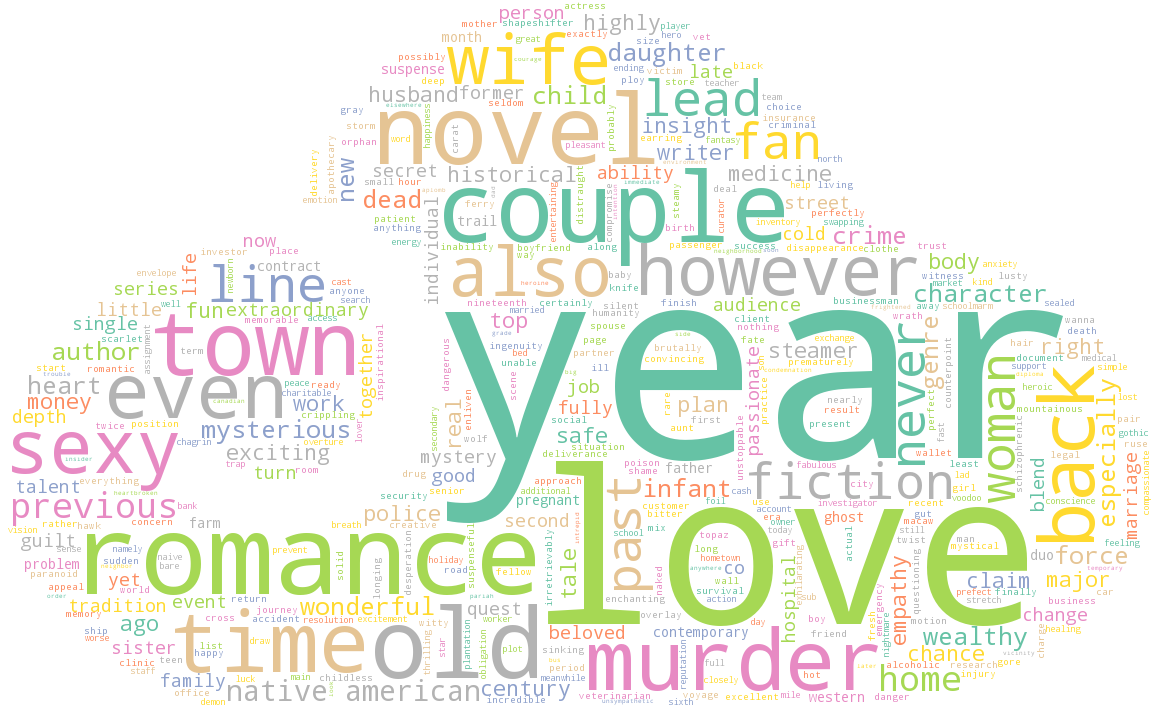 actress
mother shapeshifter player
person highly
month great exactly hero
possibly courage size vet
wife daughter
suspense deep ending victim late black
husband former ploy store teacher
child lead team
gray seldom choice
novel insight earring insurance
storm word carat fantasy criminal
orphan happiness writer fan
apothecary probably pleasant north
delivery secret historical ability medicine
new small hour help living
emotion dead couple street
patient trail ferry steamy deal perfectly
anything individual distraught compromise curator inventory swapping
energy entertaining birth cold crime
now inability boyfriend along passenger success disappearance trust
investor place way neighborhood clothe
life also however body anxiety
envelope contract baby witness lusty
series line cast knife market kind
newborn anyone heroine audience character
little search nineteenth certainly finish businessman away schoolmarm sealed
well access silent humanity client wrath wanna
single fun extraordinary married top spouse page nothing fate death
scarlet memorable grade ingenuity partner brutally exchange hair
author assignment town year convincing steamer never genre right
term inspirational dangerous bed unable prematurely document medical
start romantic trouble peace ready scene ill job rare support simple
heart even charitable together real fully plan passionate practice nearly perfect counterpoint woman back heroic lost
money twice canadian work secondary social first present result fast mountainous especially pair
depth position crippling wolf safe aunt wallet gothic
sexy mysterious situation unstoppable least blend ruse
chagrin overture lover mystery deliverance father fabulous legal marriage
exciting poison city schizophrenic
talent insider trap room drug good shame fiction lad
everything turn senior approach infant cash investigator girl voodoo conscience compassionate
previous heartbroken bank security additional foil use account recent
vision rather hawk farm breath pregnant customer era ghost gut man feeling
concern police creative second past bitter owner macaw still mystical
guilt sense namely solid school mix today twist duo force
problem naive sudden prevent desperation suspenseful tale topaz actual temporary
paranoid bare longing holiday long gift co questioning claim major
yet romance road fellow love hometown prefect car
appeal world wonderful irretrievably naked wall hospital empathy stretch
tradition order event return excitement journey quest enchanting survival action exhilarating emergency motion business
memory ago cross accident resolution witty worker overlay sub fresh change
ship list time old beloved contemporary day nightmare wealthy healing
worse happy draw star plot sinking boy charge vicinity
sister teen thrilling plantation obligation period friend chance gore
clinic luck main childless meanwhile murder full alcoholic research injury
family staff native american century reputation closely hot home
office demon incredible veterinarian voyage excellent mile western danger
unsympathetic sixth later